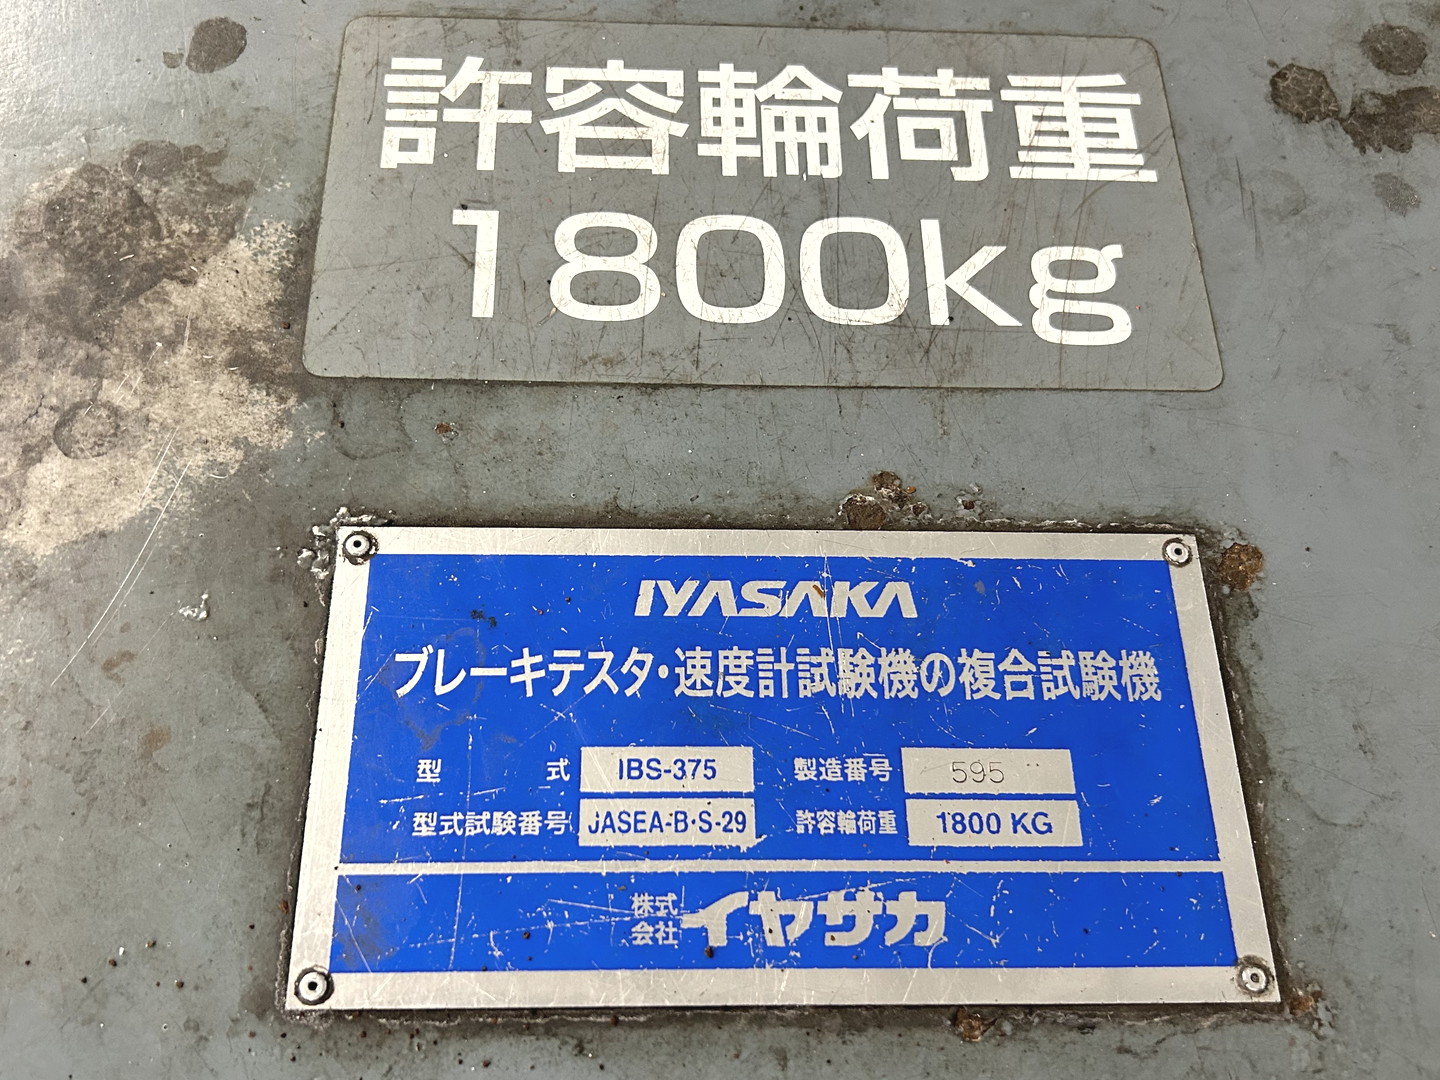 許容輪荷重
1800kg
IYASAKA
ブレーキテスタ・速度計試験機の複合試験機
型 式 IBS-375 製造番号 595
型式試験番号 JASEA-B・S-29 許容輪荷重 1800 KG
株式会社イヤサカ